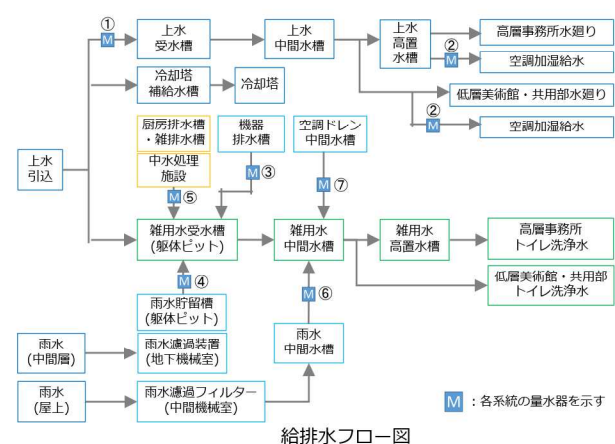 ①
M
上水
受水槽
上水
中間水槽
上水
高置
水槽
高層事務所水廻り
②
M
空調加湿給水
冷却塔
補給水槽
冷却塔
低層美術館・共用部水廻り
②
M
空調加湿給水
厨房排水槽
・雑排水槽
中水処理
施設
機器
排水槽
空調ドレン
中間水槽
上水
引込
M
⑤
M
③
M
⑦
雑用水受水槽
(躯体ピット)
雑用水
中間水槽
雑用水
高置水槽
高層事務所
トイレ洗浄水
低層美術館・共用部
トイレ洗浄水
M
④
M
⑥
雨水貯留槽
(躯体ピット)
雨水
中間水槽
雨水
(中間層)
雨水濾過装置
(地下機械室)
雨水
(屋上)
雨水濾過フィルター
(中間機械室)
M
：各系統の量水器を示す
給排水フロー図